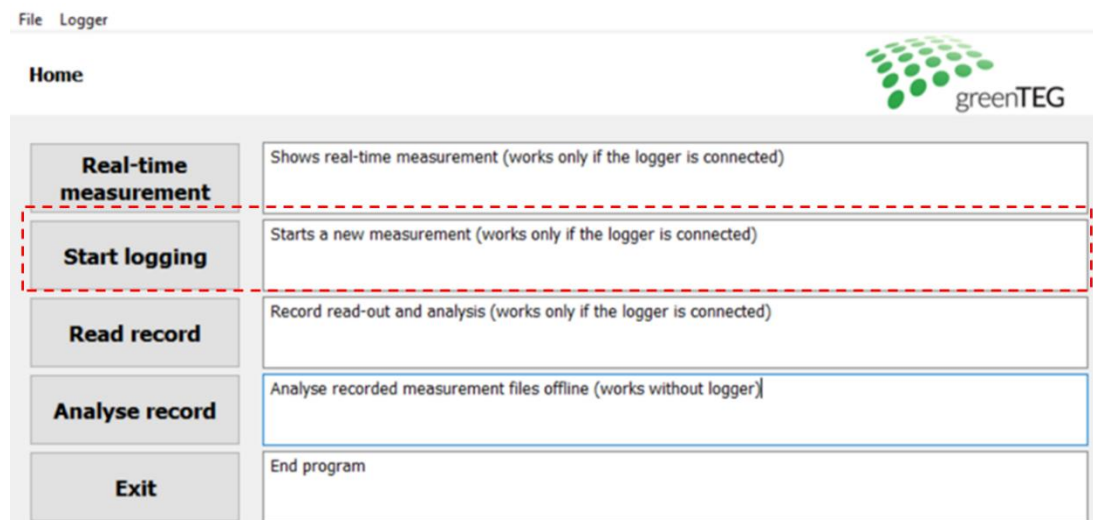 File Logger
Home
greenTEG
Real-time
measurement
Shows real-time measurement (works only if the logger is connected)
Start logging
Starts a new measurement (works only if the logger is connected)
Read record
Record read-out and analysis (works only if the logger is connected)
Analyse record
Analyse recorded measurement files offline (works without logger)
Exit
End program